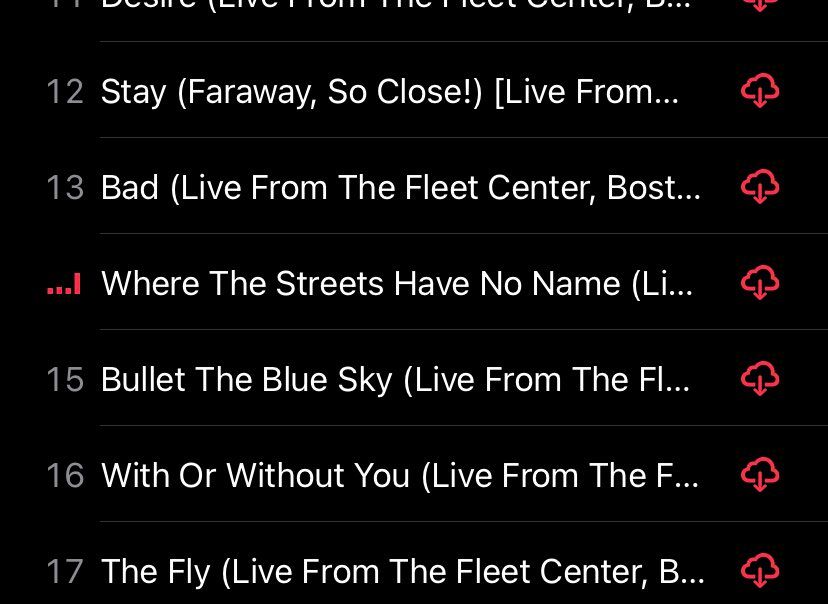 11 Desire (Live From The Fleet Center, B...
12 Stay (Faraway, So Close!) [Live From...
13 Bad (Live From The Fleet Center, Bost...
Where The Streets Have No Name (Li...
15 Bullet The Blue Sky (Live From The Fl...
16 With Or Without You (Live From The F...
17 The Fly (Live From The Fleet Center, B...